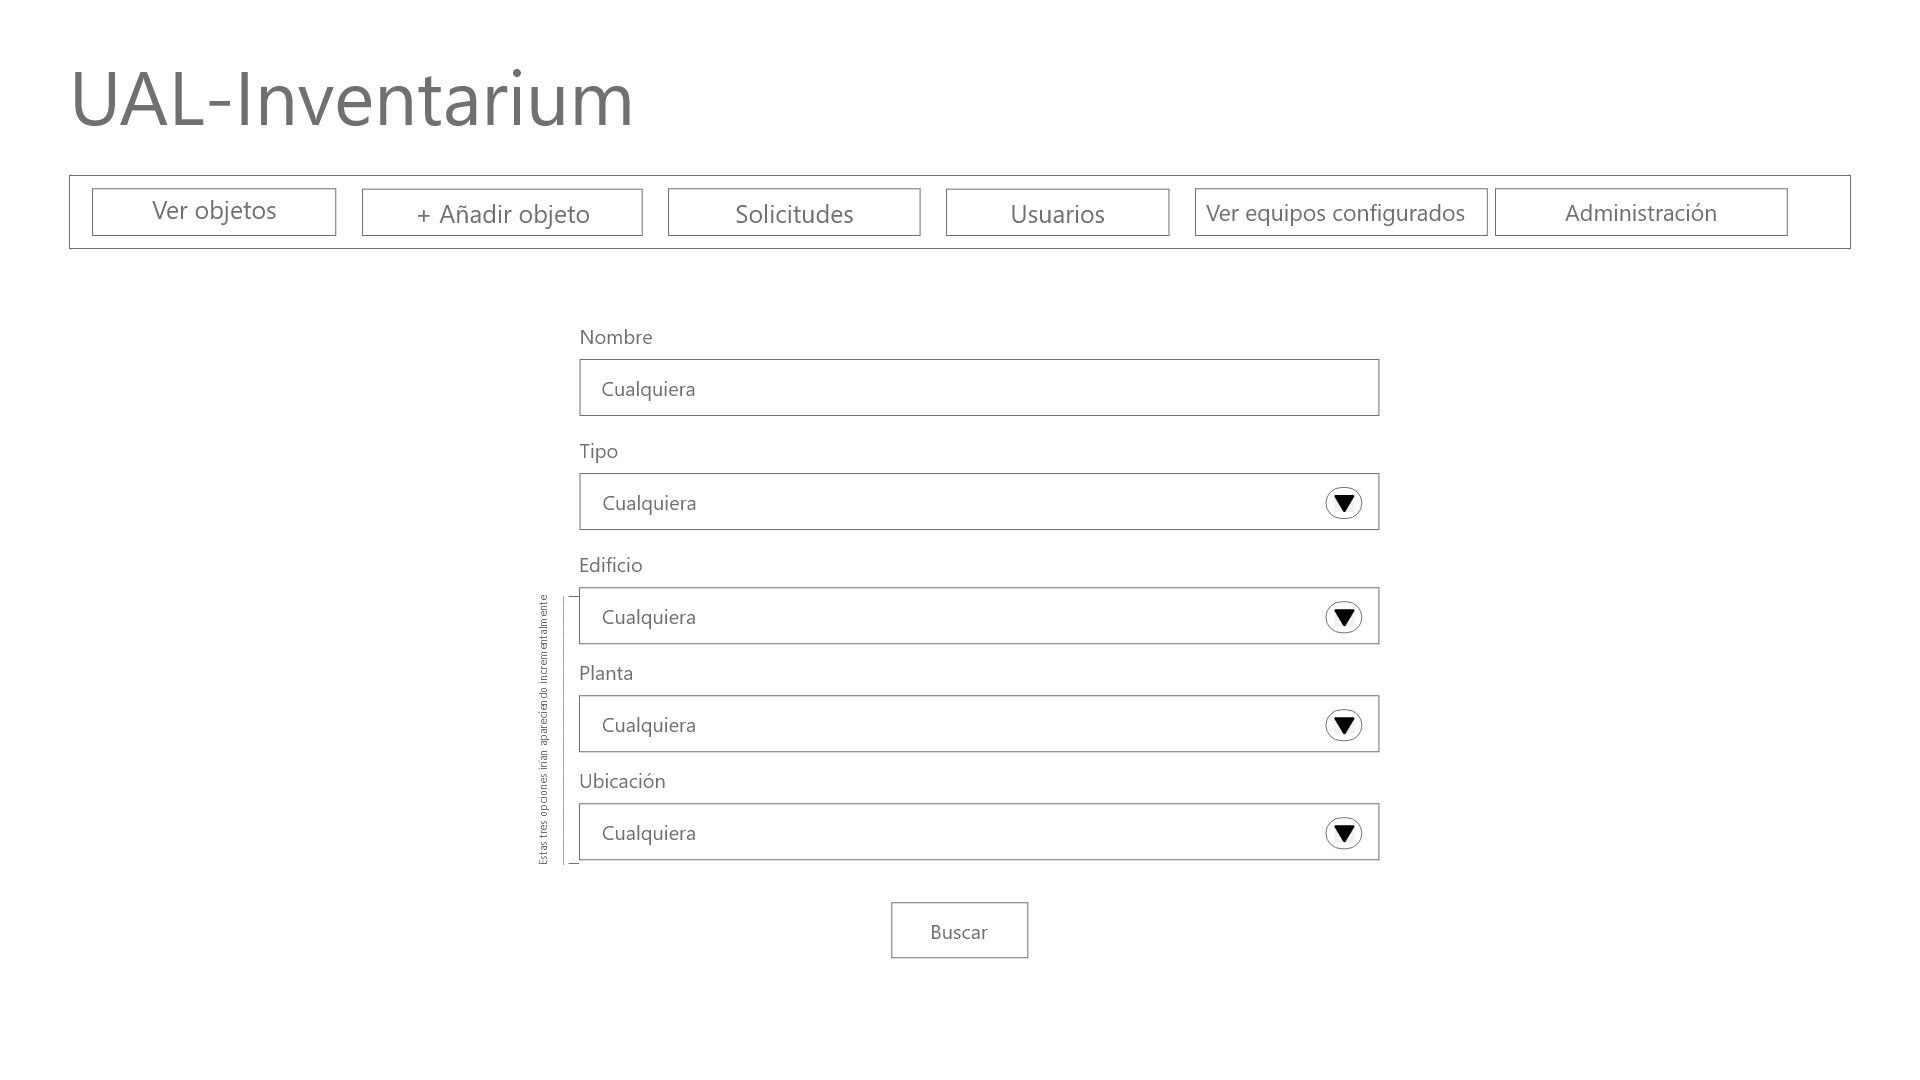 UAL-Inventarium
Ver objetos
+ Añadir objeto
Solicitudes
Usuarios
Ver equipos configurados
Administración
Nombre
Cualquiera
Tipo
Cualquiera
Edificio
Cualquiera
Planta
Cualquiera
Ubicación
Cualquiera
Estas tres opciones irían apareciendo incrementalmente
Buscar